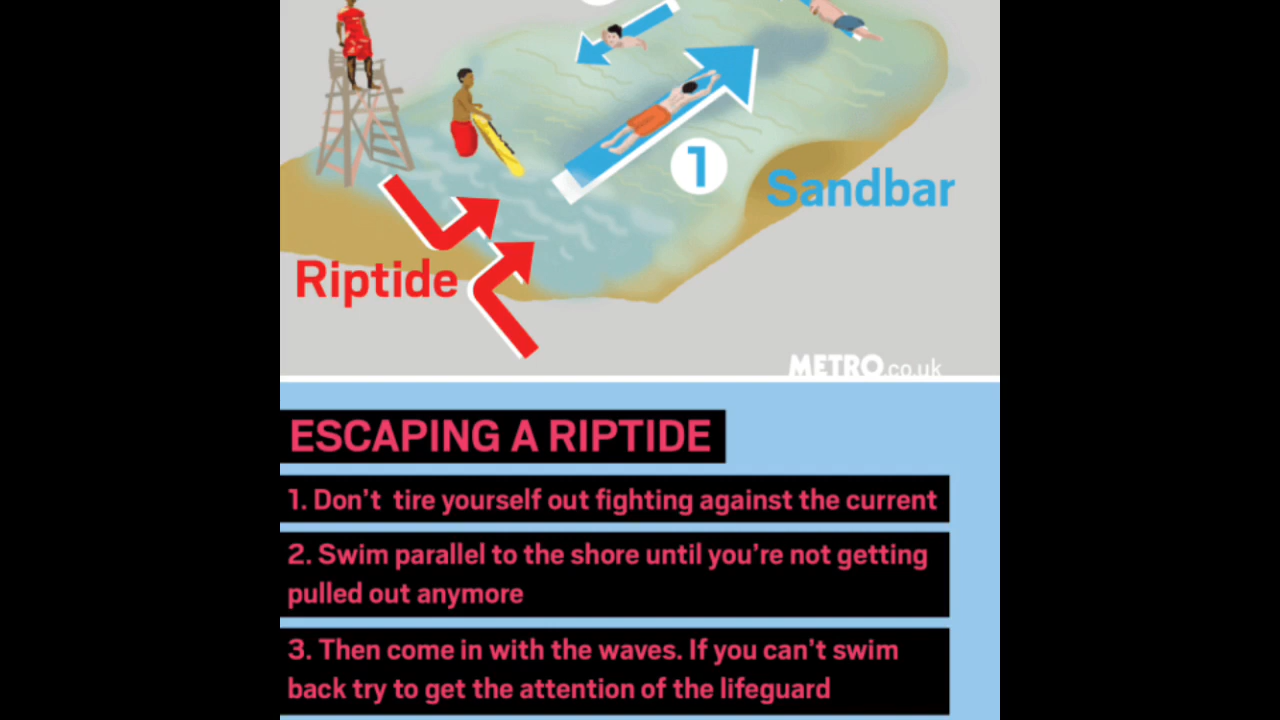 1
Sandbar
Riptide
METRO.co.uk
ESCAPING A RIPTIDE
1. Don't  tire yourself out fighting against the current
2. Swim parallel to the shore until you're not getting
pulled out anymore
3. Then come in with the waves. If you can't swim
back try to get the attention of the lifeguard